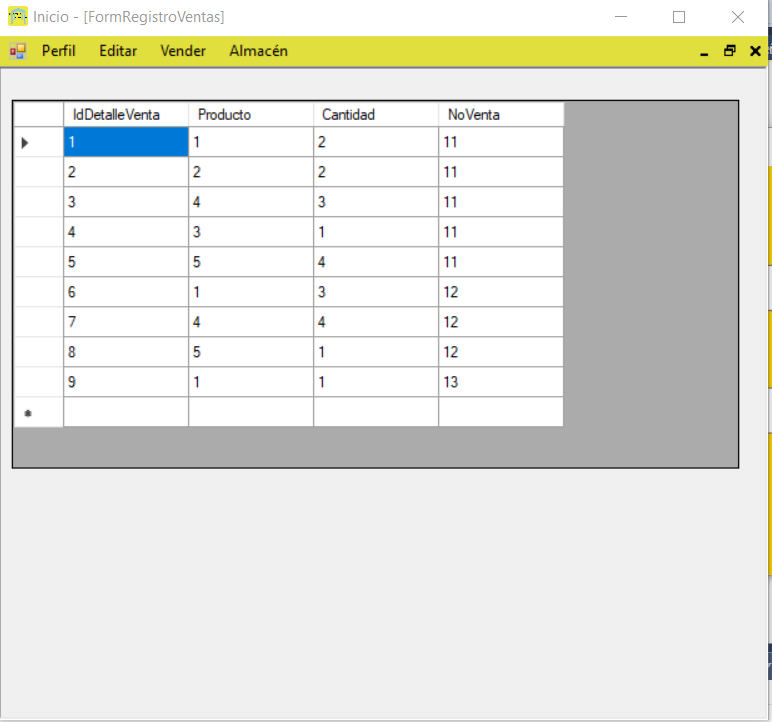 Inicio - [FormRegistroVentas]
Perfil Editar Vender Almacén
IdDetalleVenta Producto Cantidad NoVenta
1 1 2 11
2 2 2 11
3 4 3 11
4 3 1 11
5 5 4 11
6 1 3 12
7 4 4 12
8 5 1 12
9 1 1 13